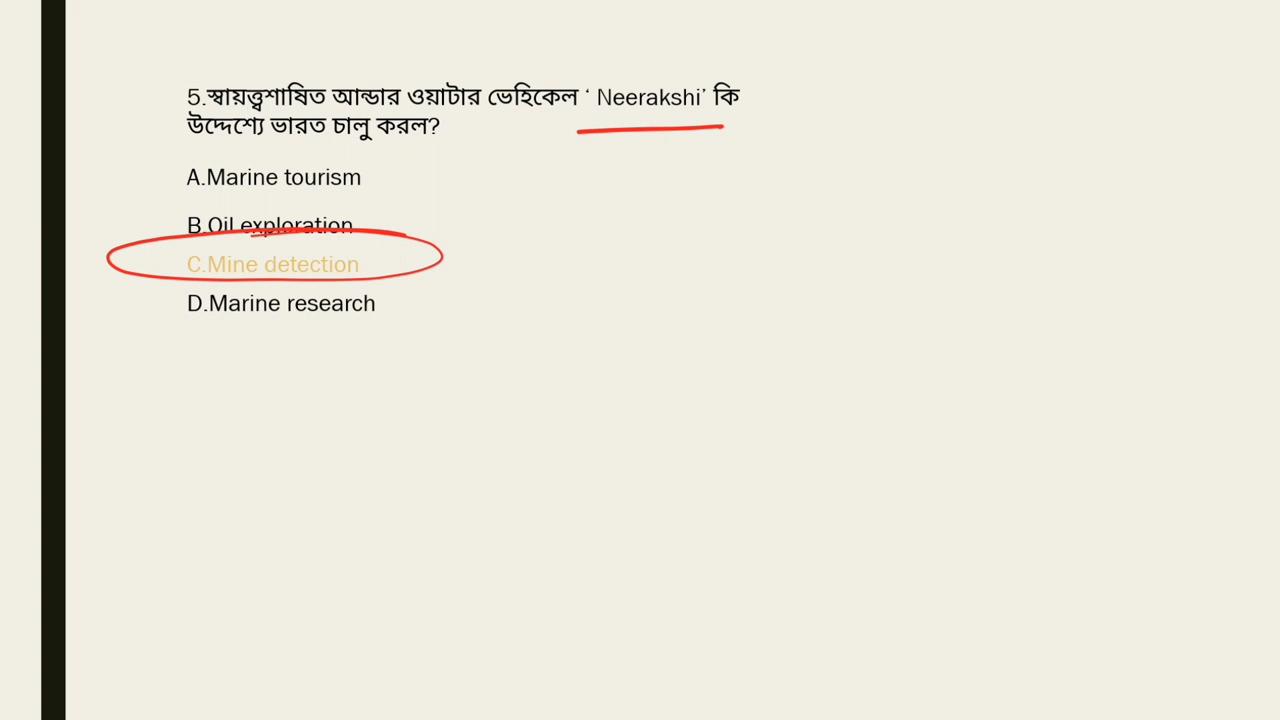 5.স্বায়ত্ত্বশাষিত আন্ডার ওয়াটার ভেহিকেল ‘ Neerakshi’ কি
উদ্দেশ্যে ভারত চালু করল?
A.Marine tourism
B.Oil exploration
C.Mine detection
D.Marine research